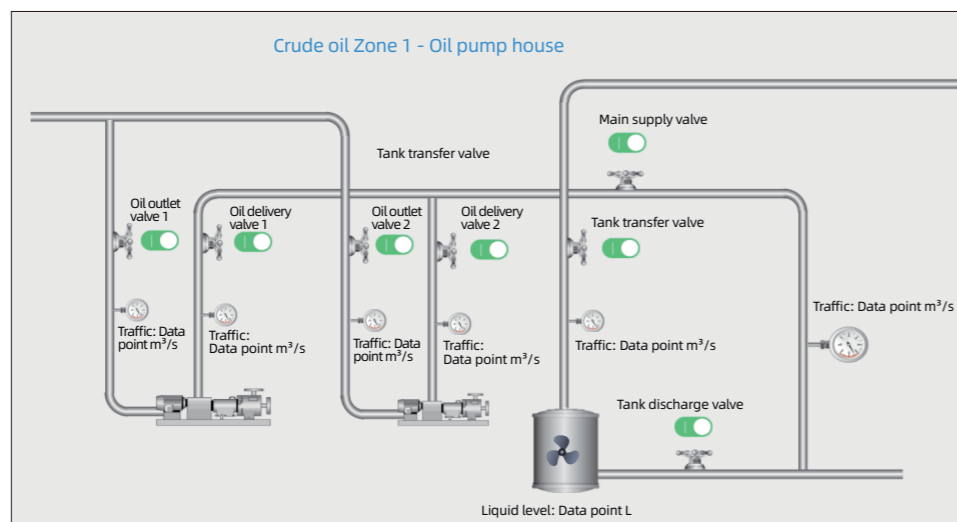 Crude oil Zone 1 - Oil pump house
Main supply valve
Tank transfer valve
Oil outlet
valve 1
Oil delivery
valve 1
Oil outlet
valve 2
Oil delivery
valve 2
Tank transfer valve
Traffic: Data point m³/s
Traffic: Data
point m³/s
Traffic:
Data point m³/s
Traffic: Data
point m³/s
Traffic:
Data point m³/s
Traffic: Data point m³/s
Tank discharge valve
Liquid level: Data point L